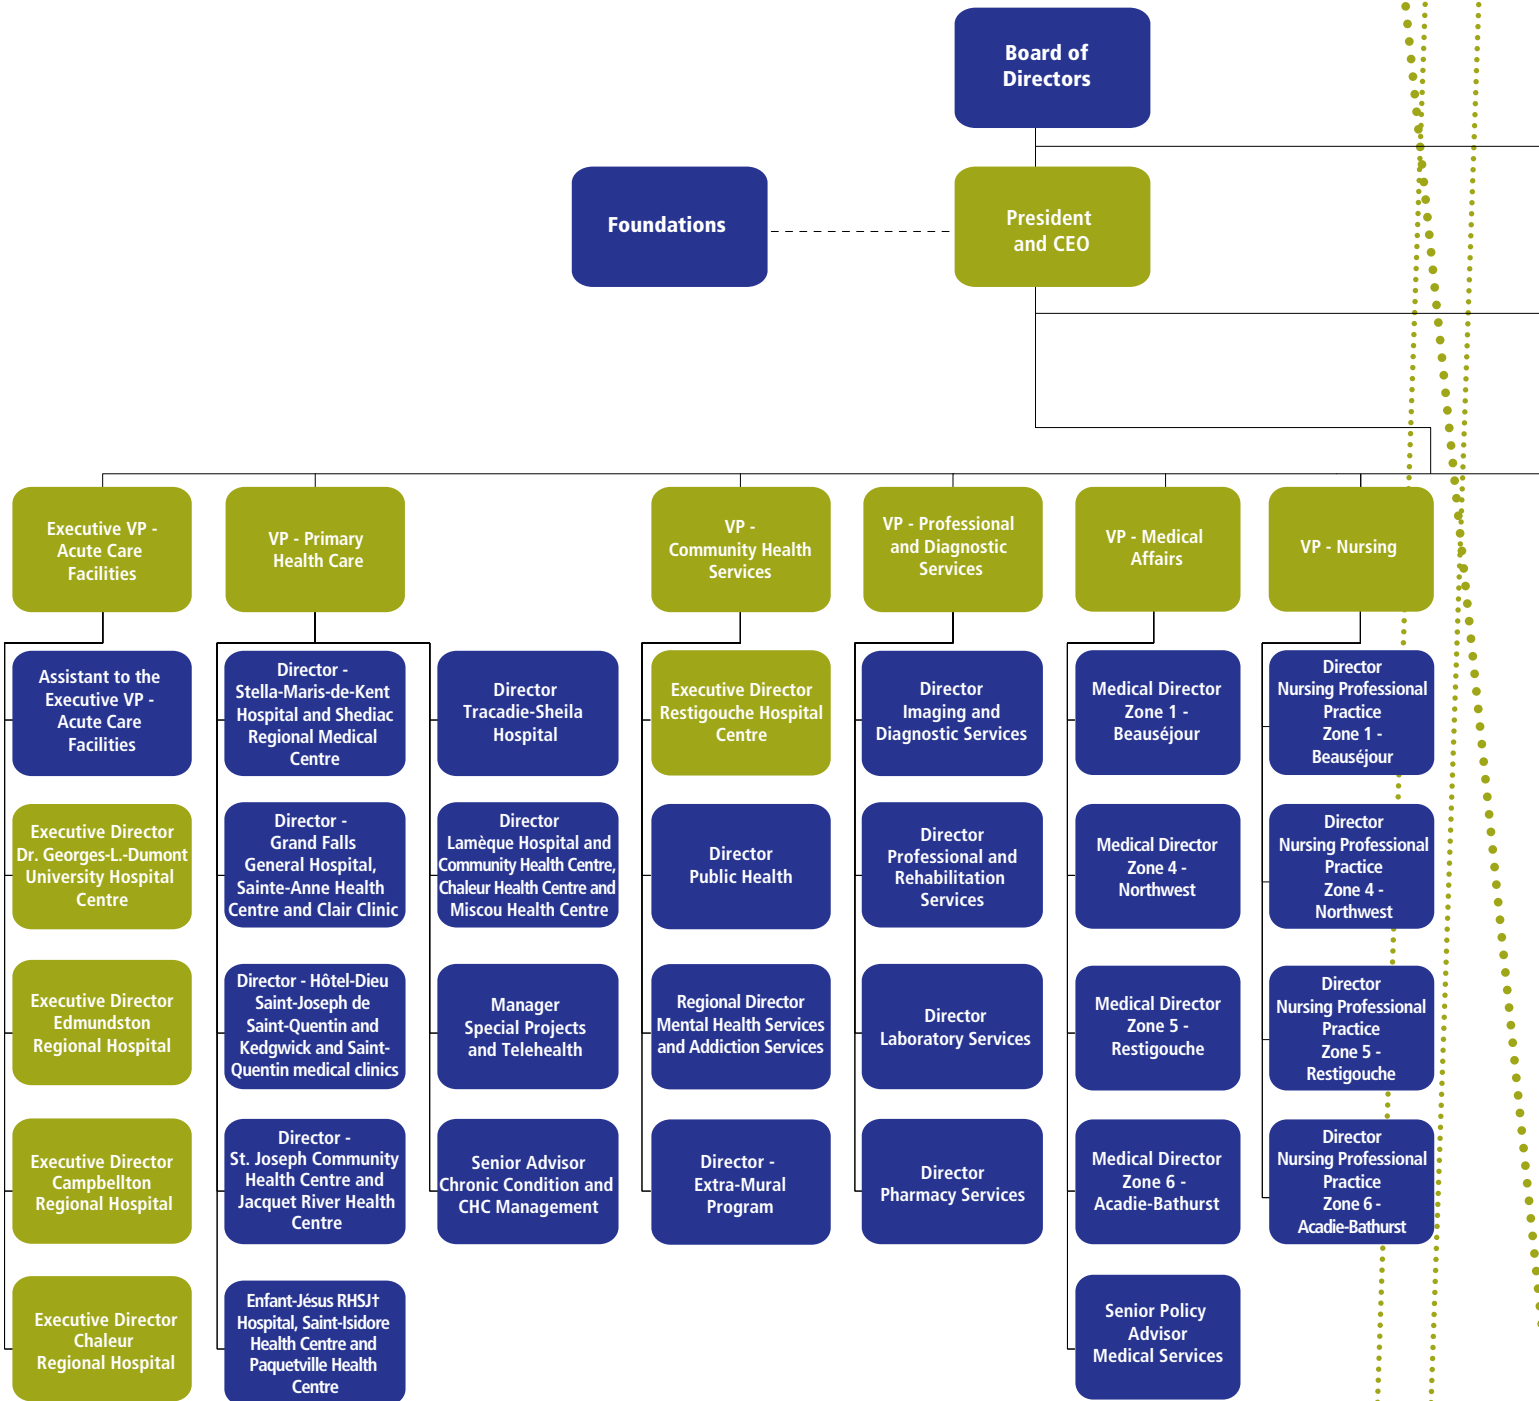 Board of
Directors
Foundations
President
and CEO
Executive VP -
Acute Care
Facilities
VP - Primary
Health Care
VP -
Community Health
Services
VP - Professional
and Diagnostic
Services
VP - Medical
Affairs
VP - Nursing
Assistant to the
Executive VP -
Acute Care
Facilities
Director -
Stella-Maris-de-Kent
Hospital and Shediac
Regional Medical
Centre
Director
Tracadie-Sheila
Hospital
Executive Director
Restigouche Hospital
Centre
Director
Imaging and
Diagnostic Services
Medical Director
Zone 1 -
Beauséjour
Director
Nursing Professional
Practice
Zone 1 -
Beauséjour
Executive Director
Dr. Georges-L.-Dumont
University Hospital
Centre
Director -
Grand Falls
General Hospital,
Sainte-Anne Health
Centre and Clair Clinic
Director
Lamèque Hospital and
Community Health Centre,
Chaleur Health Centre and
Miscou Health Centre
Director
Public Health
Director
Professional and
Rehabilitation
Services
Medical Director
Zone 4 -
Northwest
Director
Nursing Professional
Practice
Zone 4 -
Northwest
Executive Director
Edmundston
Regional Hospital
Director - Hôtel-Dieu
Saint-Joseph de
Saint-Quentin and
Kedgwick and Saint-
Quentin medical clinics
Manager
Special Projects
and Telehealth
Regional Director
Mental Health Services
and Addiction Services
Director
Laboratory Services
Medical Director
Zone 5 -
Restigouche
Director
Nursing Professional
Practice
Zone 5 -
Restigouche
Executive Director
Campbellton
Regional Hospital
Director -
St. Joseph Community
Health Centre and
Jacquet River Health
Centre
Senior Advisor
Chronic Condition and
CHC Management
Director -
Extra-Mural
Program
Director
Pharmacy Services
Medical Director
Zone 6 -
Acadie-Bathurst
Director
Nursing Professional
Practice
Zone 6 -
Acadie-Bathurst
Executive Director
Chaleur
Regional Hospital
Enfant-Jésus RHSJ†
Hospital, Saint-Isidore
Health Centre and
Paquetville Health
Centre
Senior Policy
Advisor
Medical Services